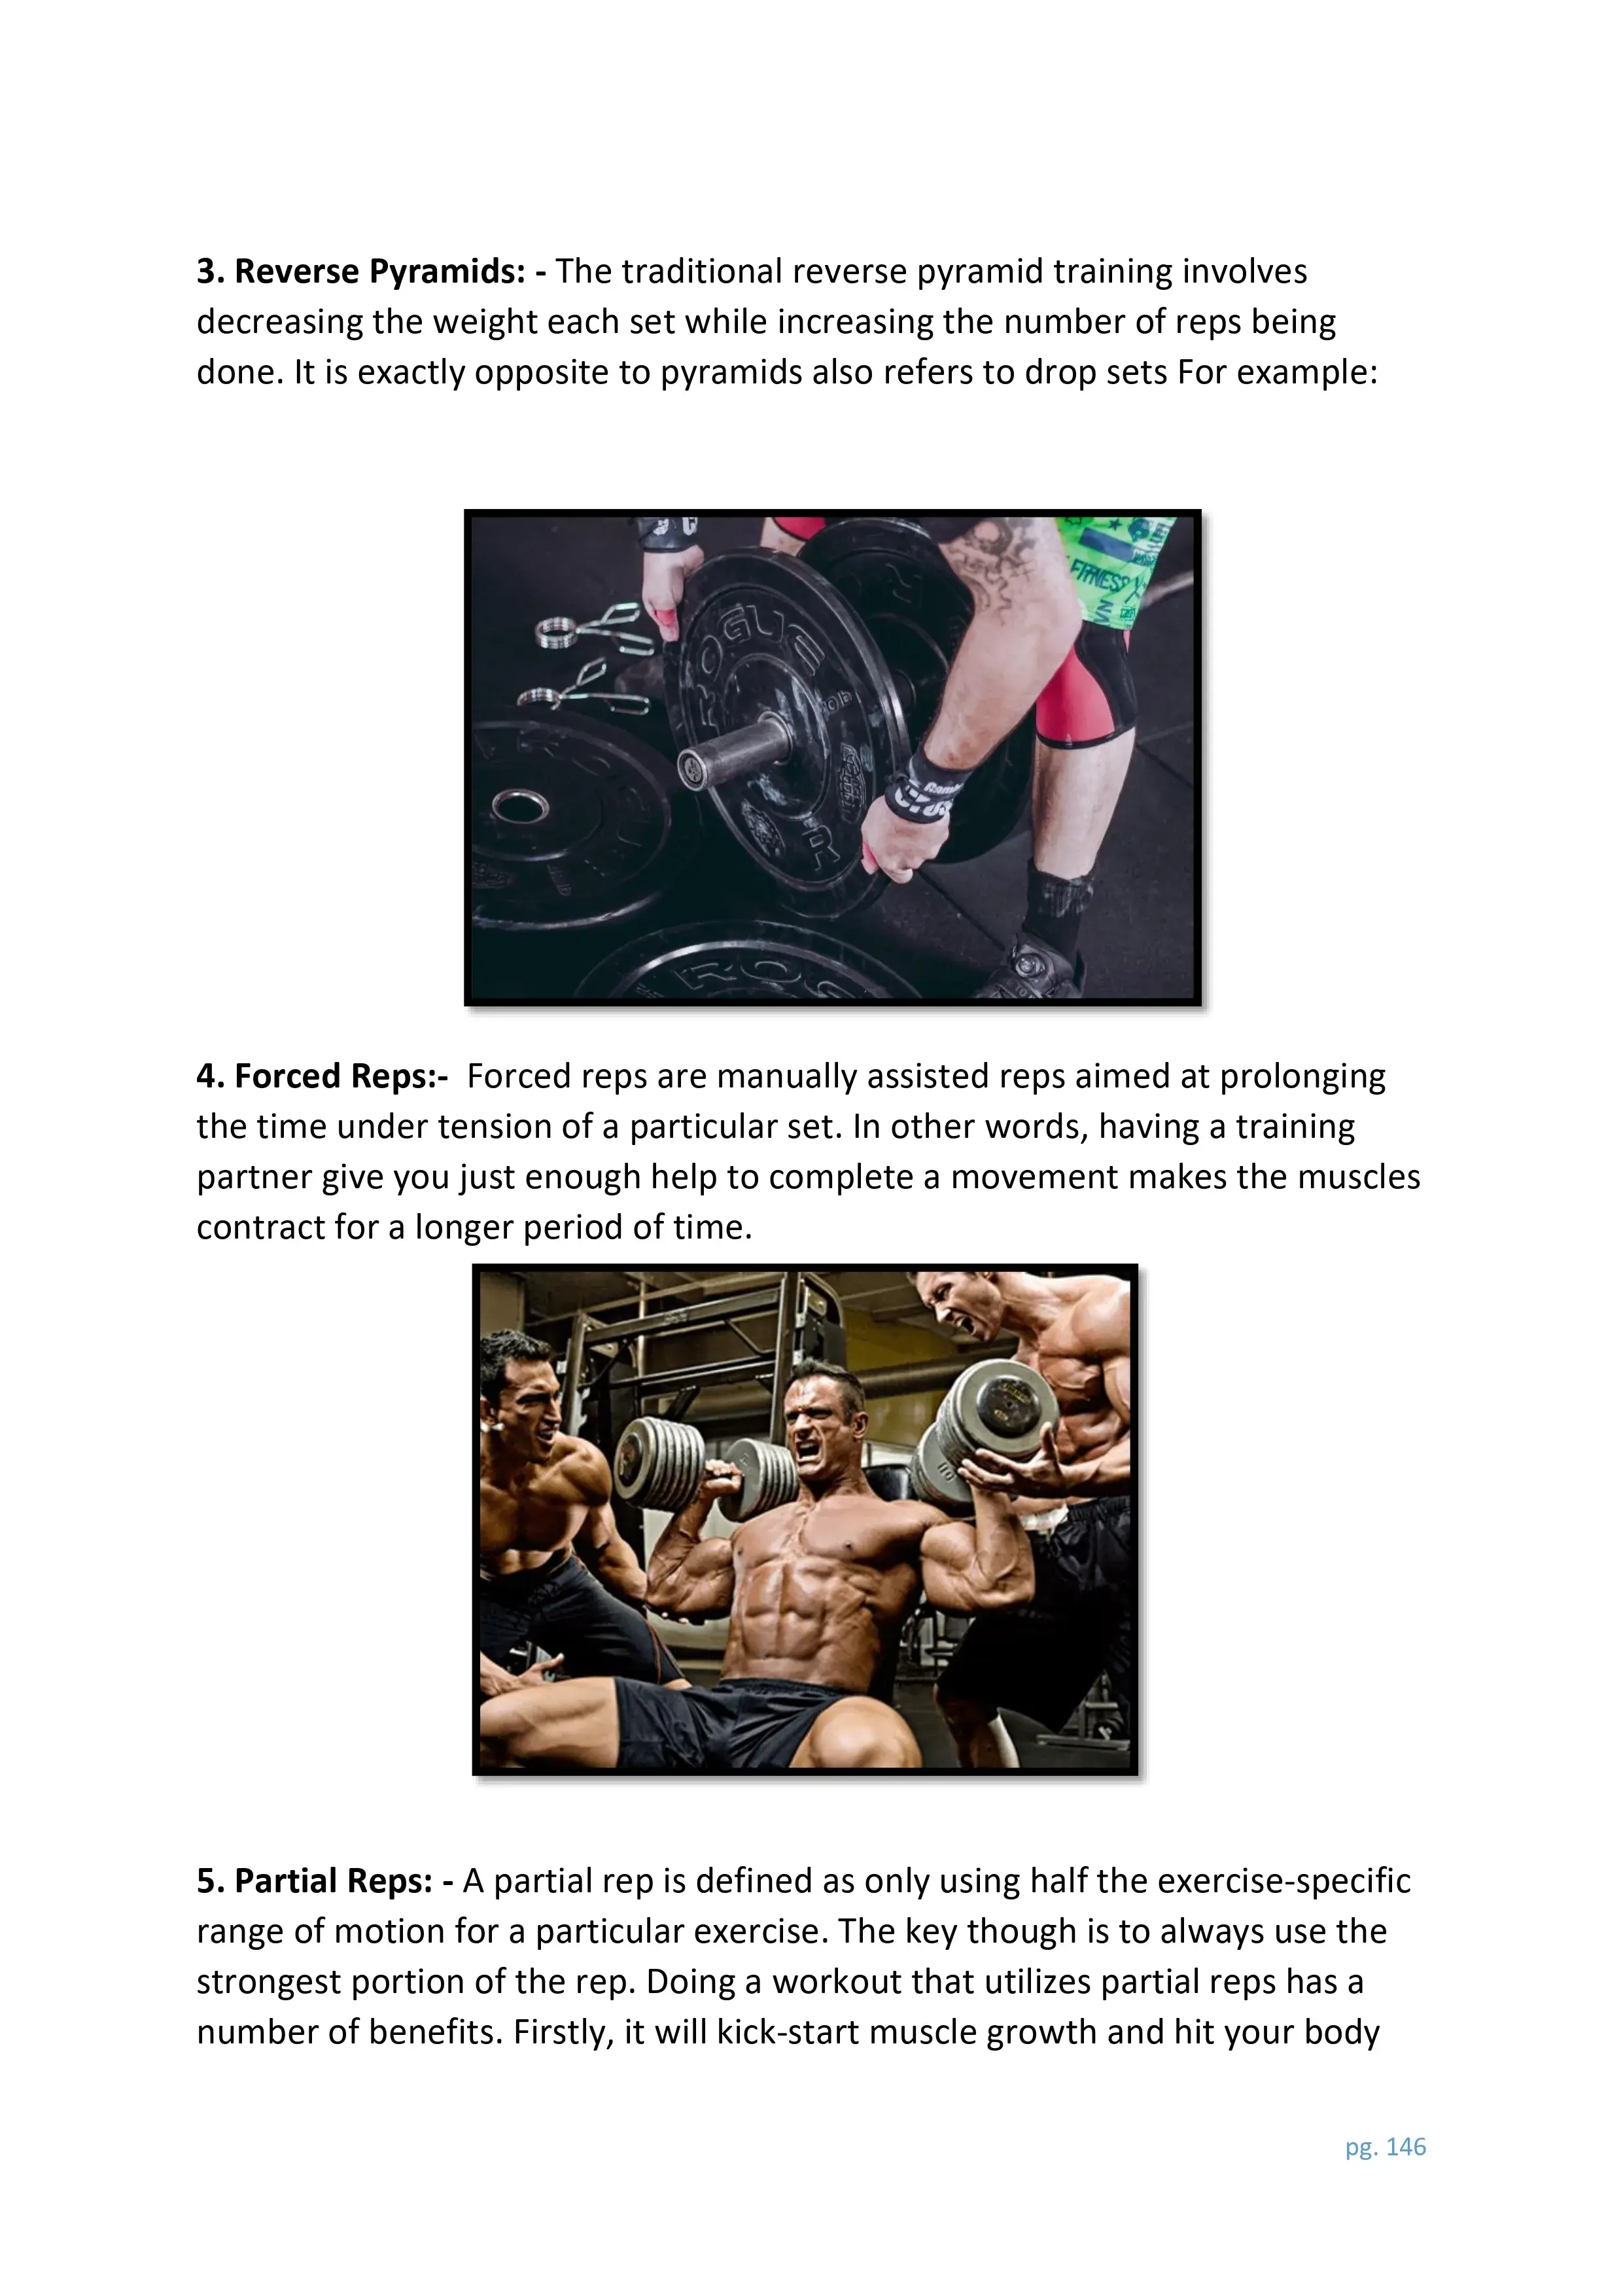 3. Reverse Pyramids: - The traditional reverse pyramid training involves
decreasing the weight each set while increasing the number of reps being
done. It is exactly opposite to pyramids also refers to drop sets For example:
ROGUE
R
FITNESS
4. Forced Reps:-  Forced reps are manually assisted reps aimed at prolonging
the time under tension of a particular set. In other words, having a training
partner give you just enough help to complete a movement makes the muscles
contract for a longer period of time.
5. Partial Reps: - A partial rep is defined as only using half the exercise-specific
range of motion for a particular exercise. The key though is to always use the
strongest portion of the rep. Doing a workout that utilizes partial reps has a
number of benefits. Firstly, it will kick-start muscle growth and hit your body
pg. 146